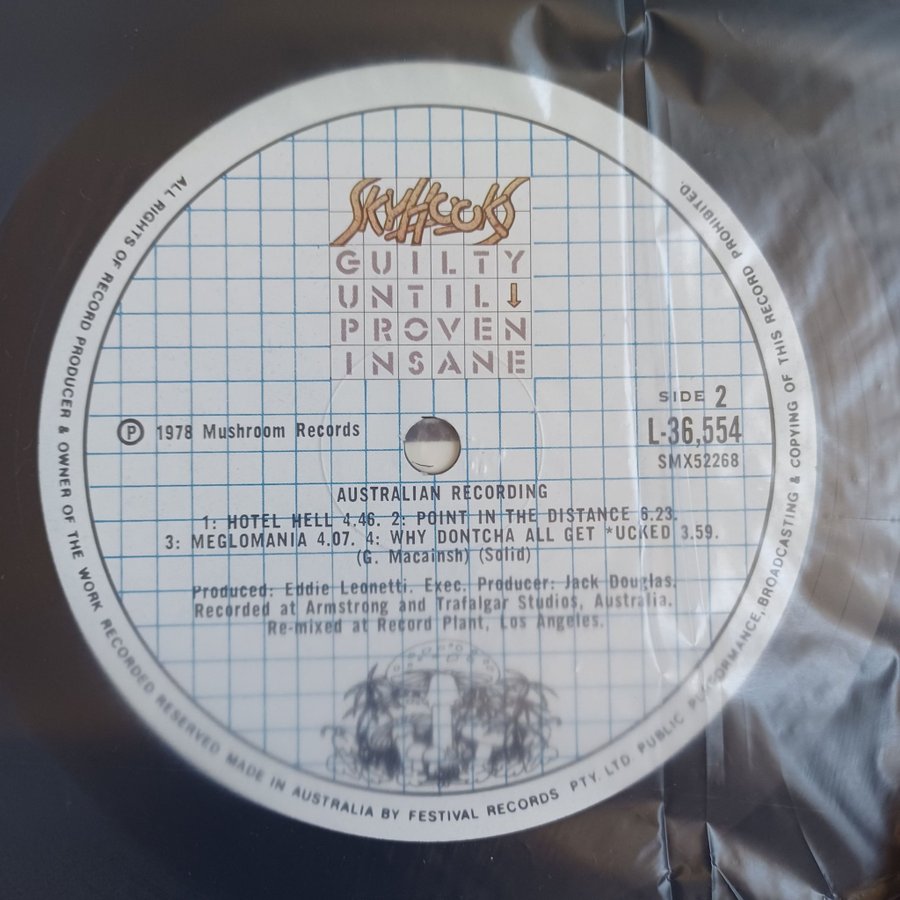 SKYHOOKS
GUILTY
UNTIL
PROVEN
INSANE
SIDE 2
L-36,554
SMX52268
Ⓟ 1978 Mushroom Records
AUSTRALIAN RECORDING
1: HOTEL HELL 4.46. 2: POINT IN THE DISTANCE 6.23.
3: MEGLOMANIA 4.07. 4: WHY DONTCHA ALL GET *UCKED 3.59.
(G. Macainsh) (Solid)
Produced: Eddie Leonetti. Exec. Producer: Jack Douglas.
Recorded at Armstrong and Trafalgar Studios, Australia.
Re-mixed at Record Plant, Los Angeles.
ALL RIGHTS OF RECORD PRODUCER & OWNER OF THE WORK RECORDED RESERVED MADE IN AUSTRALIA BY FESTIVAL RECORDS PTY. LTD. PUBLIC PERFORMANCE, BROADCASTING & COPYING OF THIS RECORD PROHIBITED.